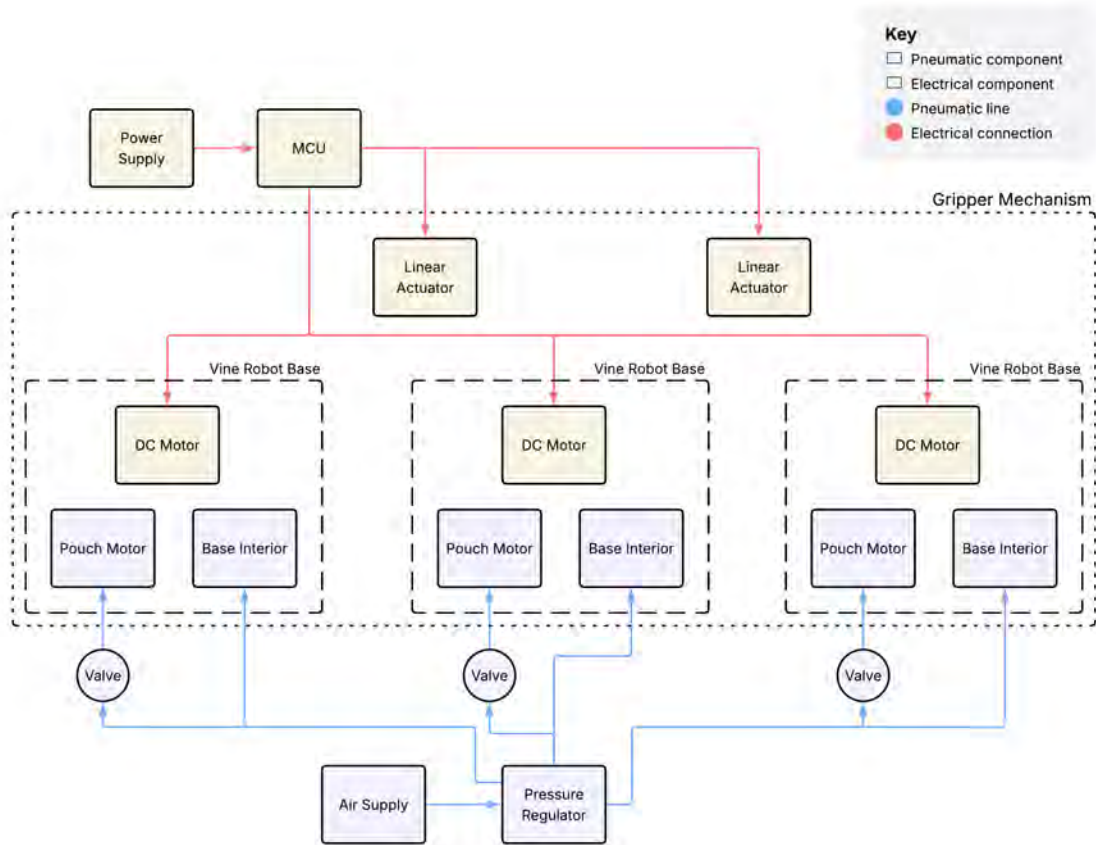 Key
Pneumatic component
Electrical component
Pneumatic line
Electrical connection
Power
Supply
MCU
Gripper Mechanism
Linear
Actuator
Linear
Actuator
Vine Robot Base
Vine Robot Base
Vine Robot Base
DC Motor
DC Motor
DC Motor
Pouch Motor
Base Interior
Pouch Motor
Base Interior
Pouch Motor
Base Interior
Valve
Valve
Valve
Air Supply
Pressure
Regulator